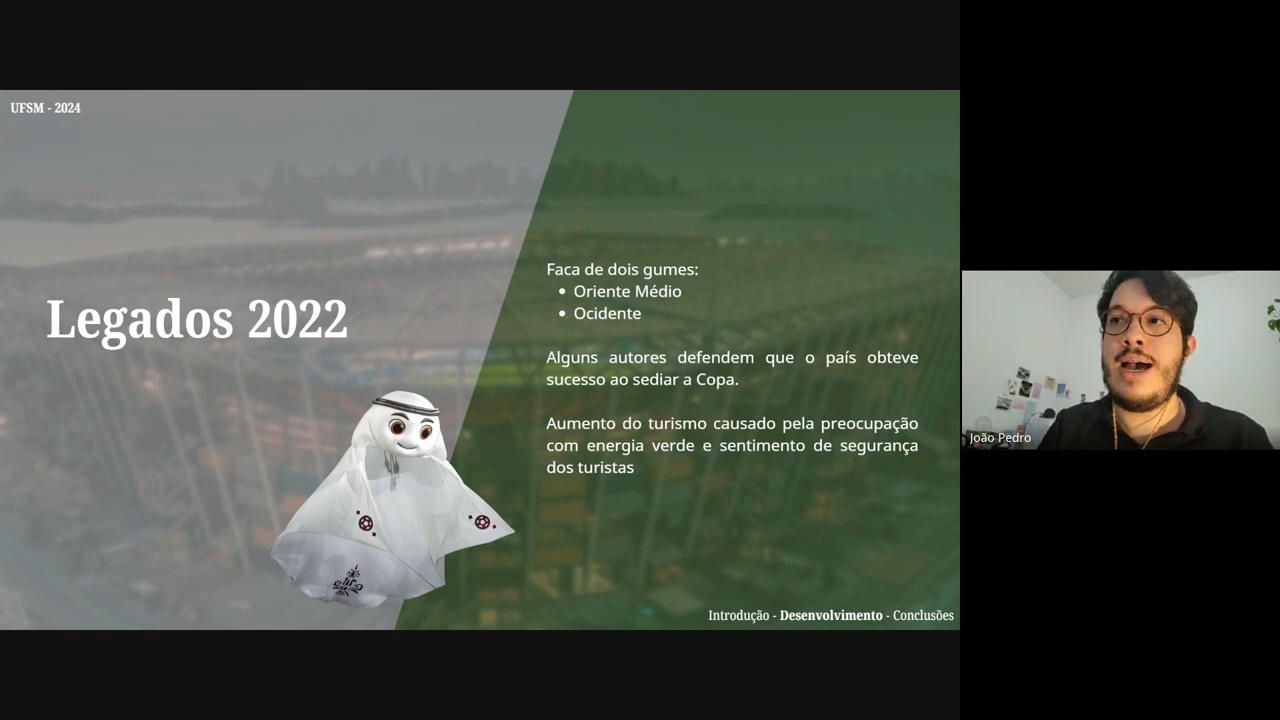 UFSM - 2024
Legados 2022
Faca de dois gumes:
• Oriente Médio
• Ocidente
Alguns autores defendem que o país obteve
sucesso ao sediar a Copa.
Aumento do turismo causado pela preocupação
com energia verde e sentimento de segurança
dos turistas
Introdução - Desenvolvimento - Conclusões
João Pedro